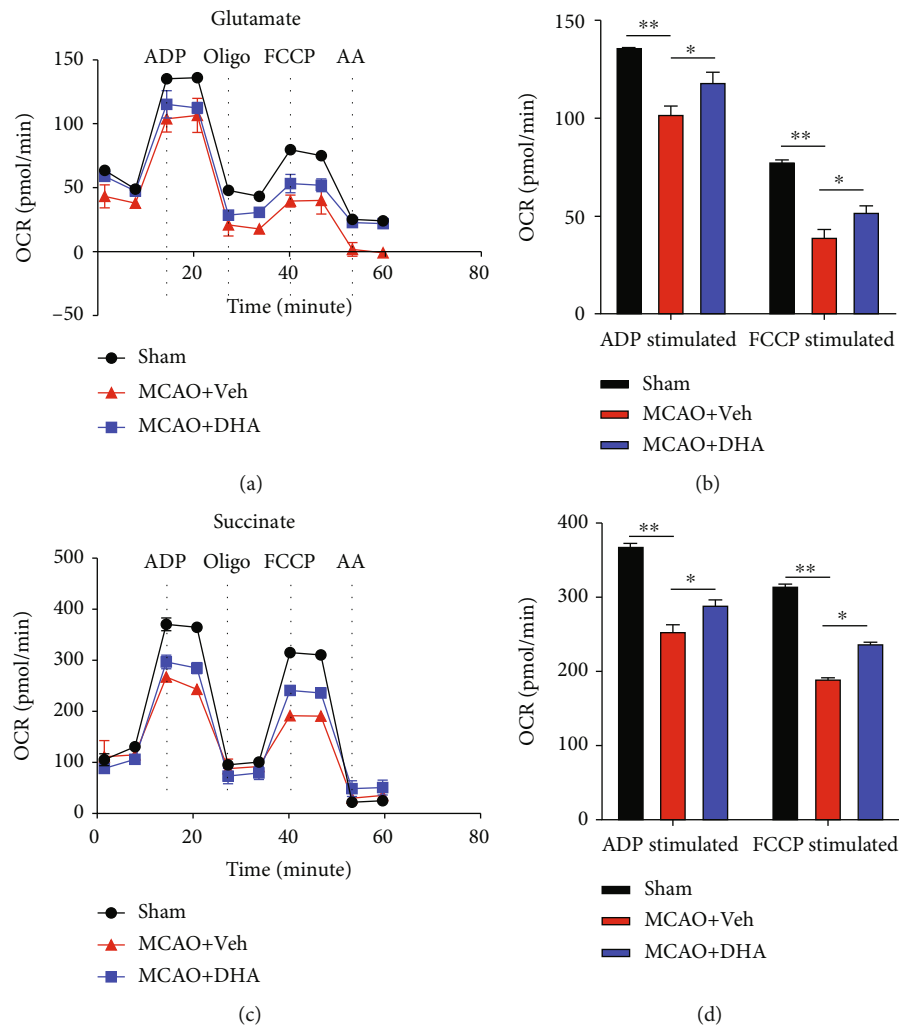 Glutamate
ADP Oligo FCCP AA
150
100
50
0
−50
20 40 60 80
OCR (pmol/min)
Time (minute)
Sham
MCAO+Veh
MCAO+DHA
(a)
150
100
50
0
OCR (pmol/min)
** * ** *
ADP stimulated FCCP stimulated
Sham
MCAO+Veh
MCAO+DHA
(b)
Succinate
ADP Oligo FCCP AA
500
400
300
200
100
0
0 20 40 60 80
OCR (pmol/min)
Time (minute)
Sham
MCAO+Veh
MCAO+DHA
(c)
400
300
200
100
0
OCR (pmol/min)
** * ** *
ADP stimulated FCCP stimulated
Sham
MCAO+Veh
MCAO+DHA
(d)